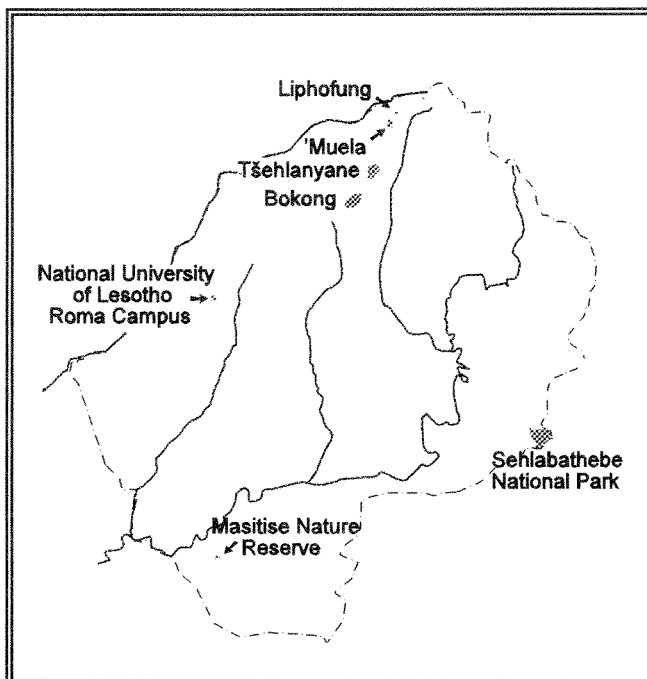 Liphofung
'Muela
Tšehlanyane
Bokong
National University
of Lesotho
Roma Campus
Sehlabathebe
National Park
Masitise Nature
Reserve